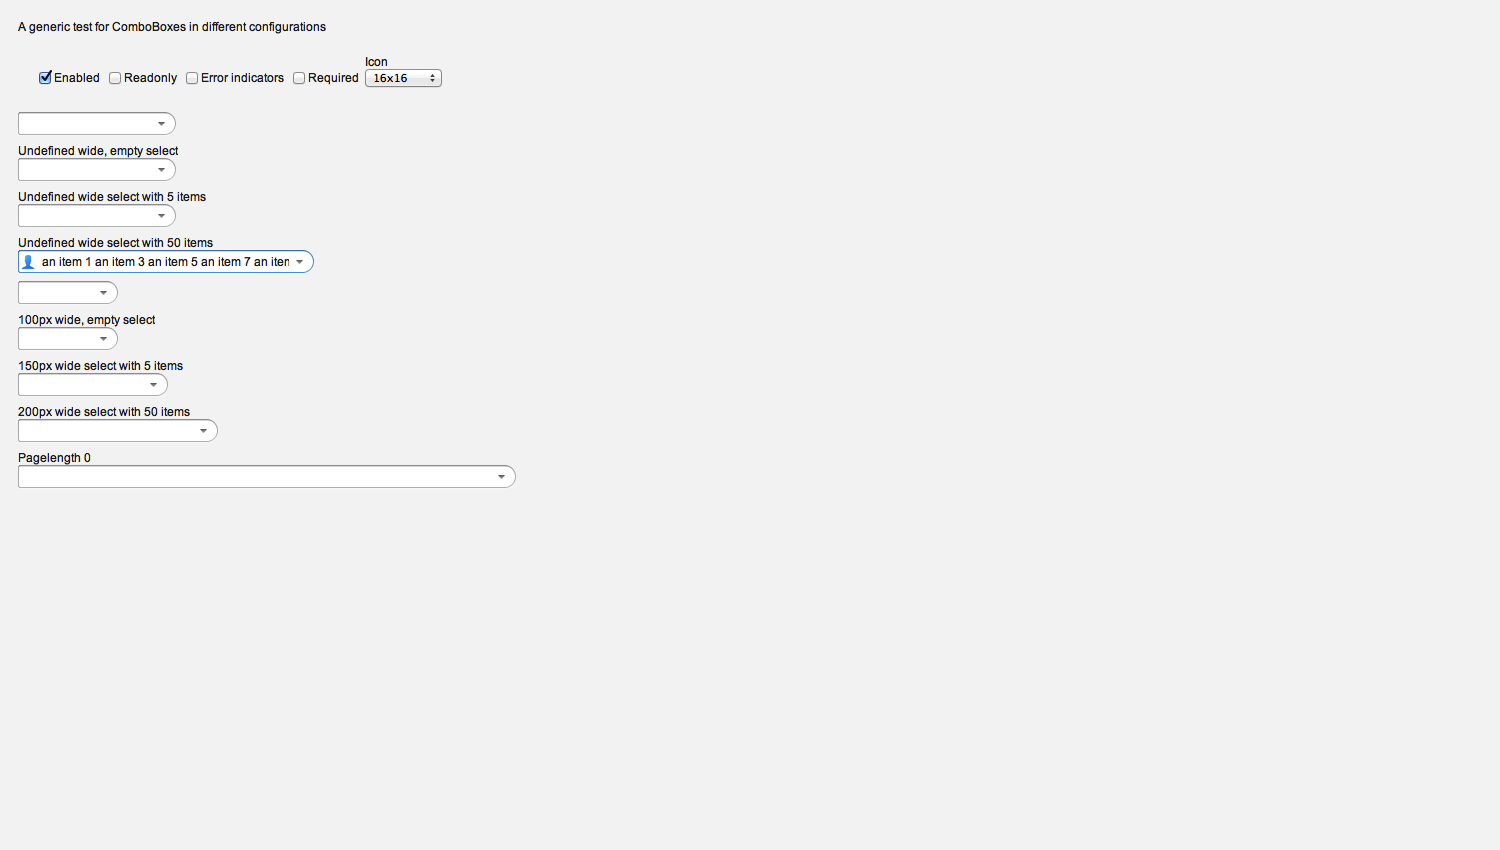 A generic test for ComboBoxes in different configurations
Icon
Enabled Readonly Error indicators Required 16x16
Undefined wide, empty select
Undefined wide select with 5 items
Undefined wide select with 50 items
an item 1 an item 3 an item 5 an item 7 an iten
100px wide, empty select
150px wide select with 5 items
200px wide select with 50 items
Pagelength 0